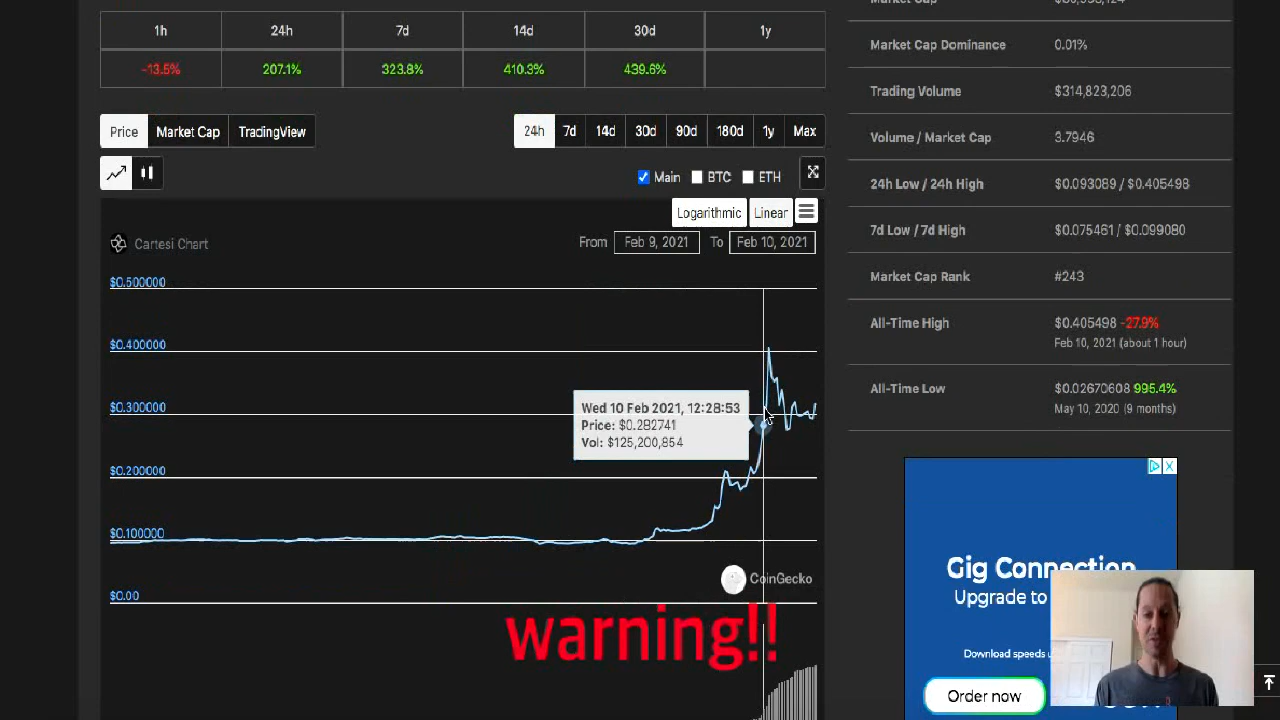 1h 24h 7d 14d 30d 1y
-13.5% 207.1% 323.8% 410.3% 439.6%
Price Market Cap TradingView
24h 7d 14d 30d 90d 180d 1y Max
Main BTC ETH
Logarithmic Linear
Cartesi Chart
From Feb 9, 2021 To Feb 10, 2021
$0.500000
$0.400000
$0.300000
$0.200000
$0.100000
$0.00
Wed 10 Feb 2021, 12:28:53
Price: $0.282741
Vol: $125,200,854
CoinGecko
warning!!
Market Cap
Market Cap Dominance 0.01%
Trading Volume $314,823,206
Volume / Market Cap 3.7946
24h Low / 24h High $0.093089 / $0.405498
7d Low / 7d High $0.075461 / $0.099080
Market Cap Rank #243
All-Time High $0.405498 -27.9%
Feb 10, 2021 (about 1 hour)
All-Time Low $0.02670608 995.4%
May 10, 2020 (9 months)
Gig Connection
Upgrade to
Download speeds
Order now